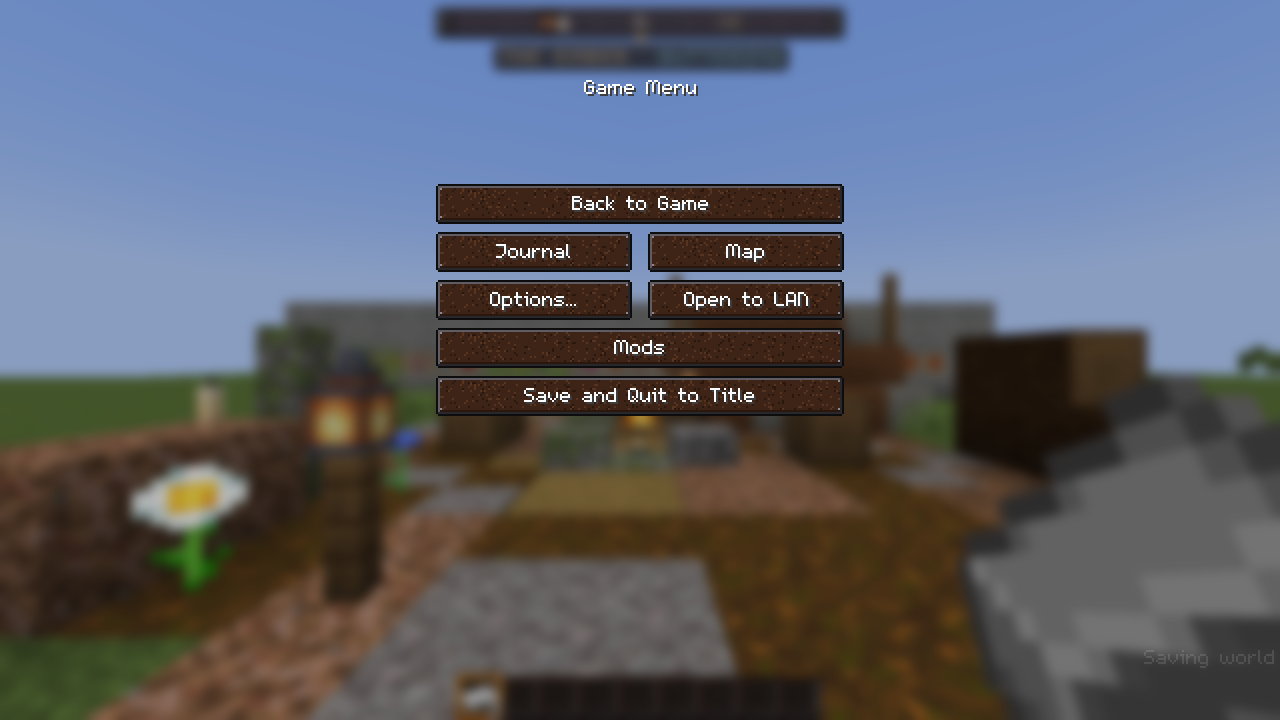 Game Menu
Back to Game
Journal
Map
Options...
Open to LAN
Mods
Save and Quit to Title
Saving world